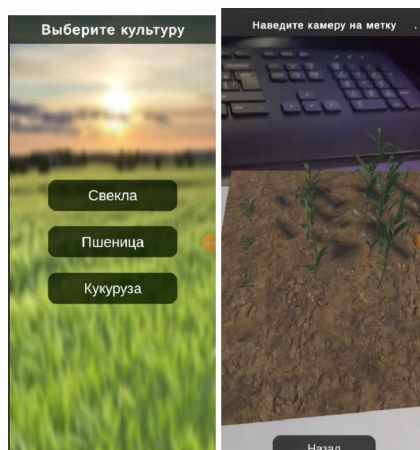 Выберите культуру
Свекла
Пшеница
Кукуруза
Наведите камеру на метку
Назад